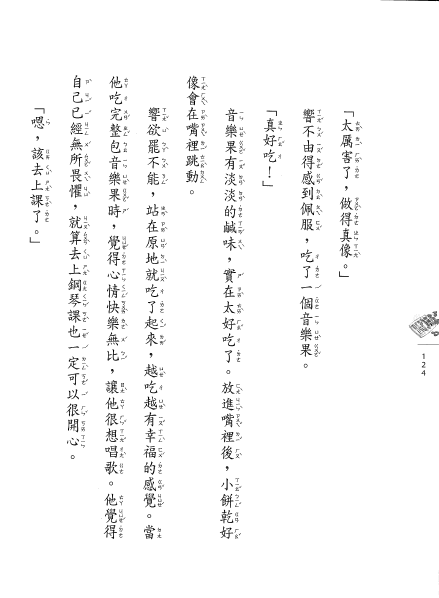 「太厲害了，做得真像。」
響不由得感到佩服，吃了一個音樂果。
「真好吃！」
音樂果有淡淡的鹹味，實在太好吃了。放進嘴裡後，小餅乾好
像會在嘴裡跳動。
響欲罷不能，站在原地就吃了起來，越吃越有幸福的感覺。當
他吃完整包音樂果時，覺得心情快樂無比，讓他很想唱歌。他覺得
自己已經無所畏懼，就算去上鋼琴課也一定可以很開心。
「嗯，該去上課了。」
124